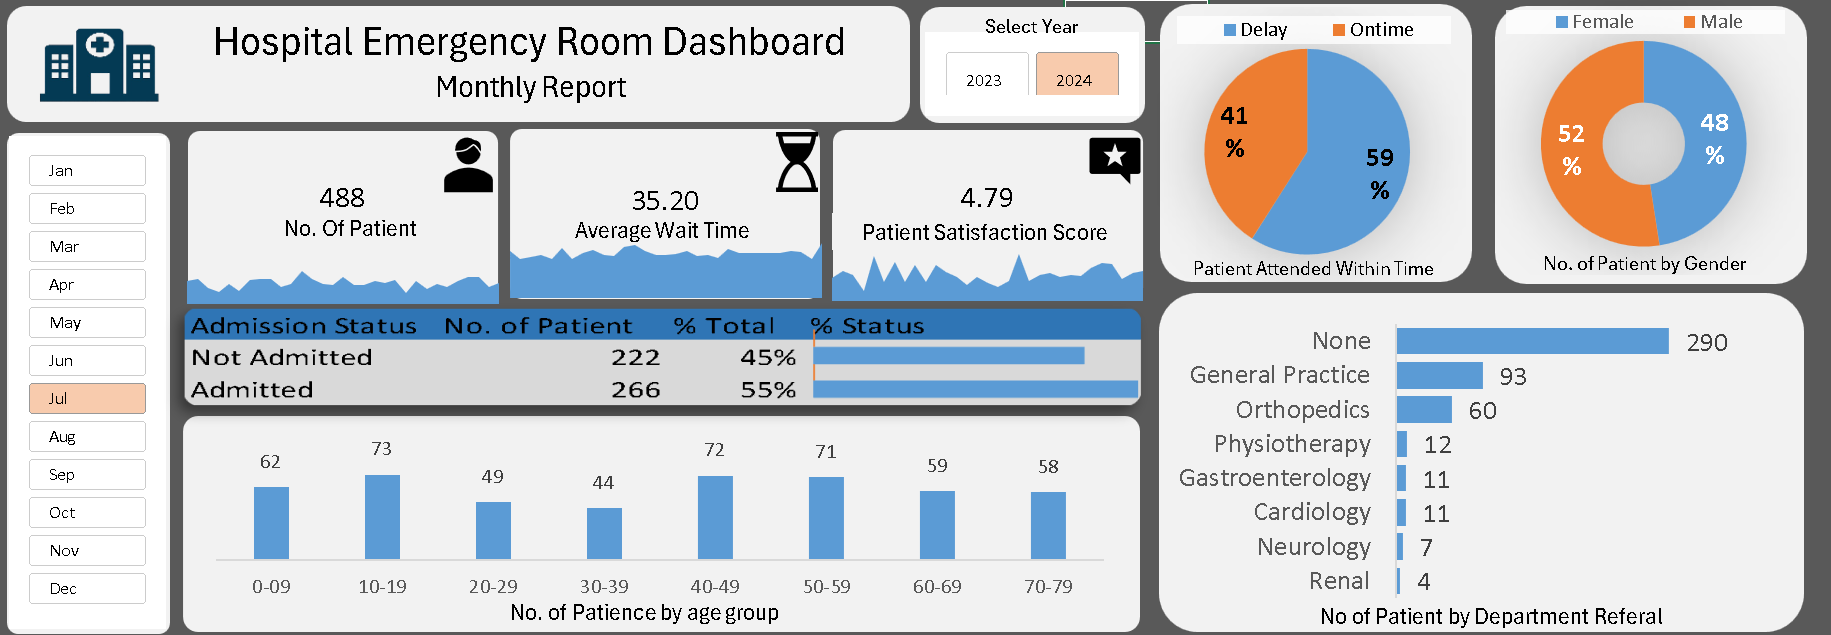 Hospital Emergency Room Dashboard
Monthly Report
Select Year
2023
2024
Delay
Ontime
41
%
59
%
Patient Attended Within Time
Female
Male
52
%
48
%
No. of Patient by Gender
Jan
Feb
Mar
Apr
May
Jun
Jul
Aug
Sep
Oct
Nov
Dec
488
No. Of Patient
35.20
Average Wait Time
4.79
Patient Satisfaction Score
Admission Status No. of Patient % Total % Status
Not Admitted 222 45%
Admitted 266 55%
62 73 49 44 72 71 59 58
0-09 10-19 20-29 30-39 40-49 50-59 60-69 70-79
No. of Patience by age group
None 290
General Practice 93
Orthopedics 60
Physiotherapy 12
Gastroenterology 11
Cardiology 11
Neurology 7
Renal 4
No of Patient by Department Referal